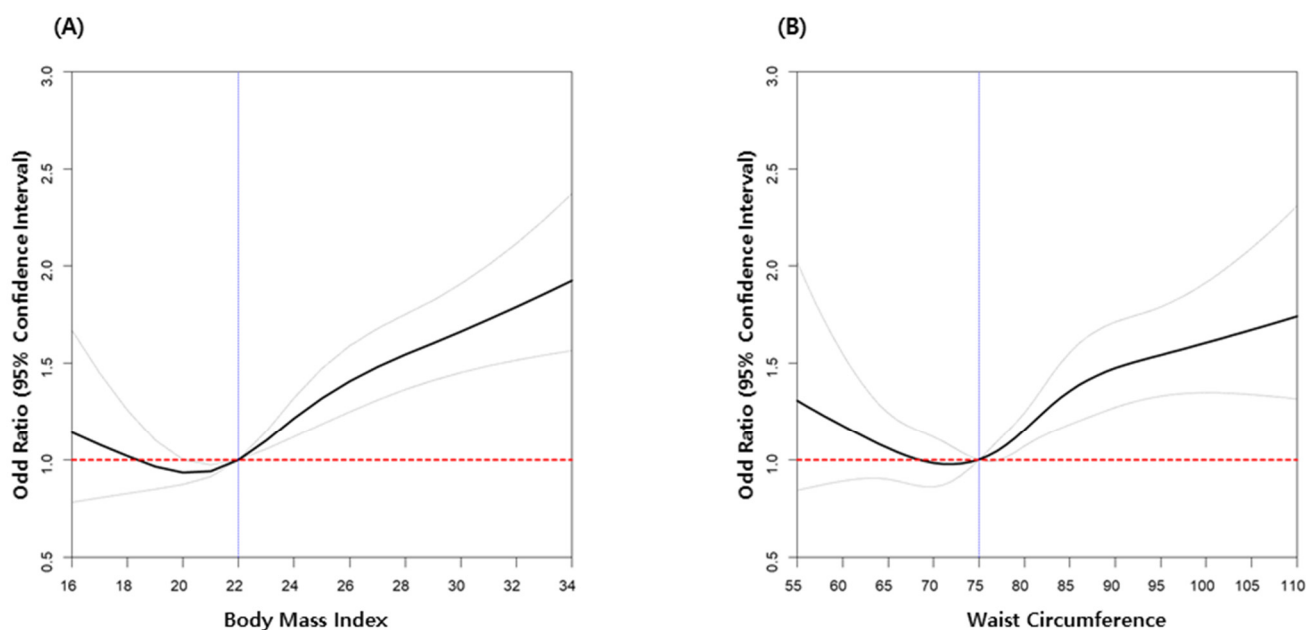 (A)
Odd Ratio (95% Confidence Interval)
3.0
2.5
2.0
1.5
1.0
0.5
16 18 20 22 24 26 28 30 32 34
Body Mass Index
(B)
Odd Ratio (95% Confidence Interval)
3.0
2.5
2.0
1.5
1.0
0.5
55 60 65 70 75 80 85 90 95 100 105 110
Waist Circumference